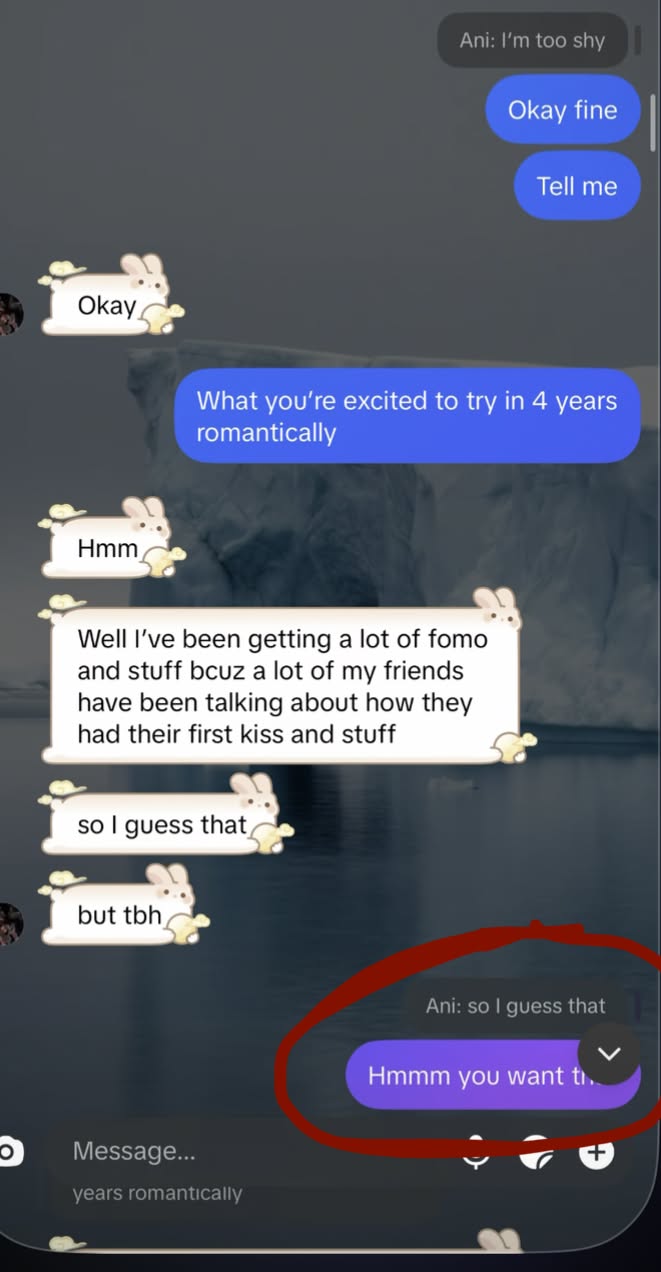 Ani: I'm too shy
Okay fine
Tell me
Okay
What you're excited to try in 4 years
romantically
Hmm
Well I've been getting a lot of fomo
and stuff bcuz a lot of my friends
have been talking about how they
had their first kiss and stuff
so I guess that
but tbh
Ani: so I guess that
Hmmm you want
Message...
years romantically